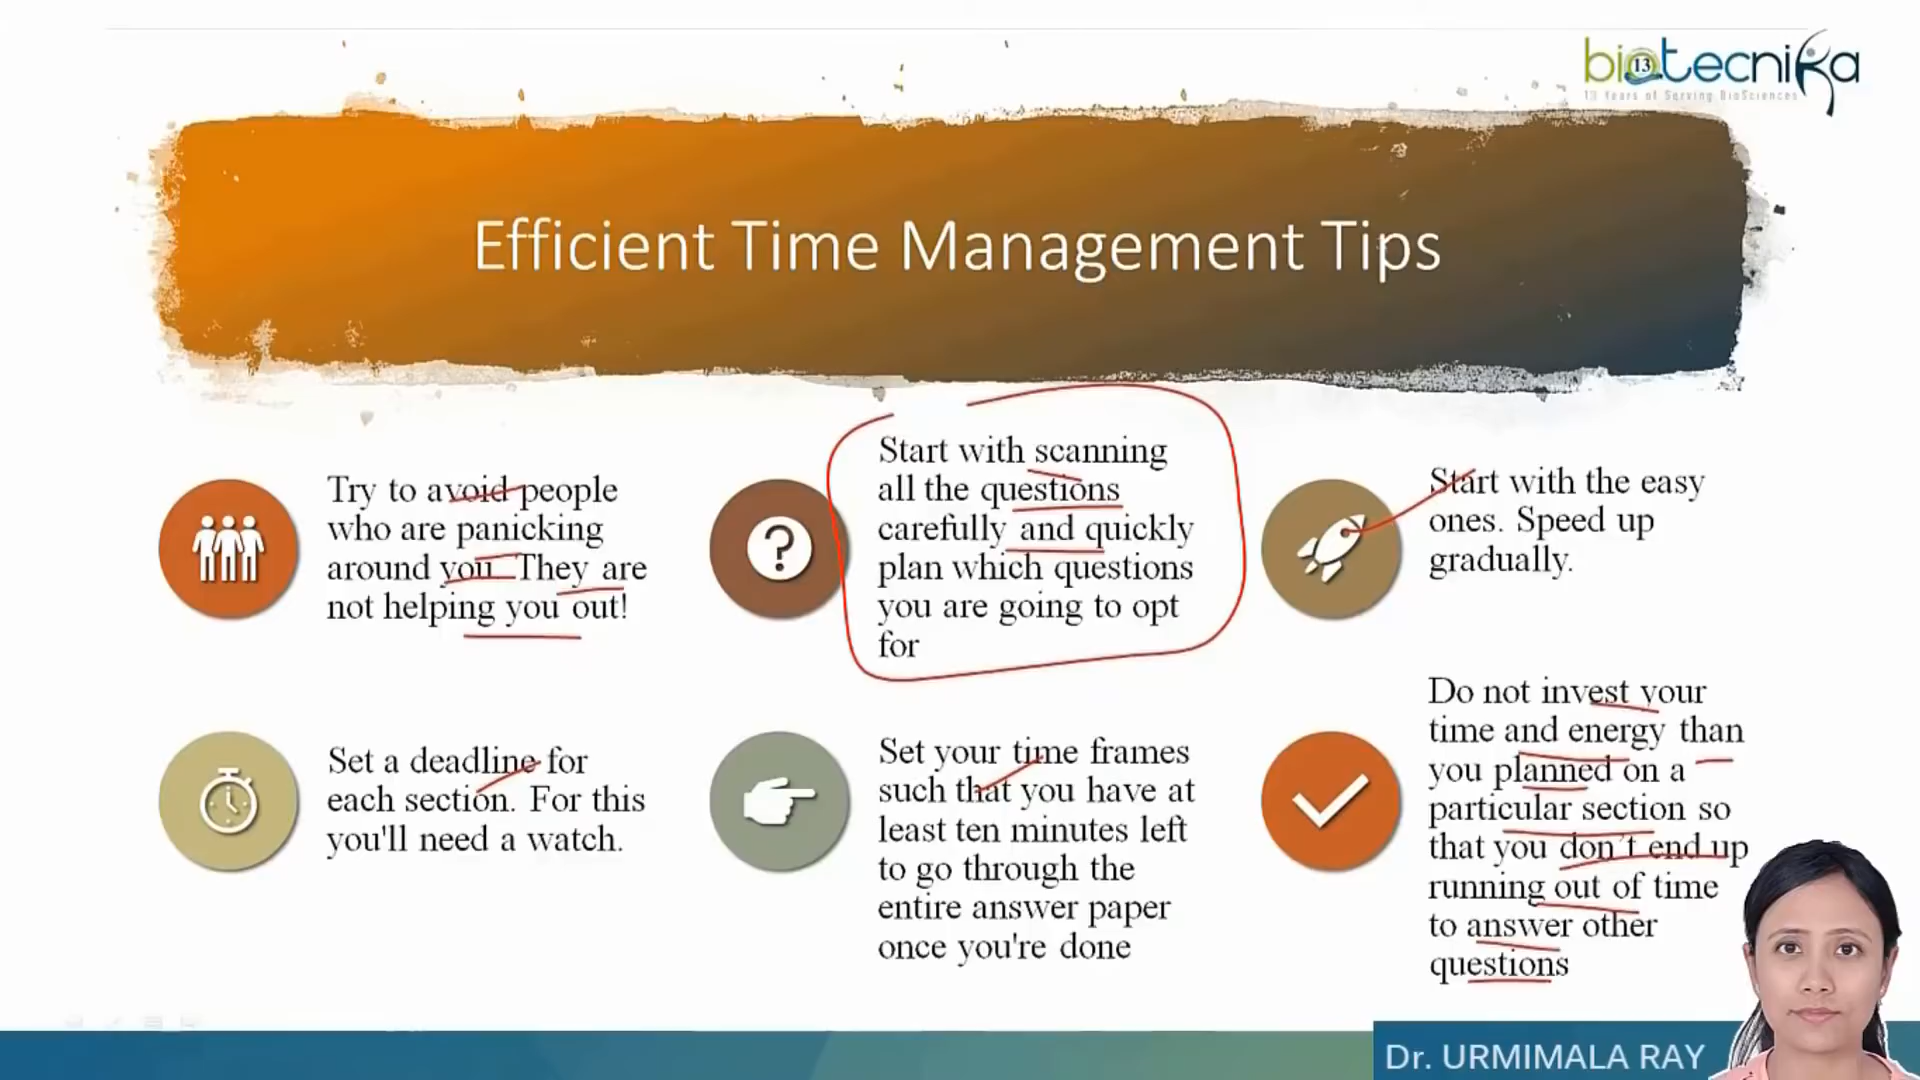 biotecnika
13
13 Years of Serving BioSciences
Efficient Time Management Tips
Try to avoid people
who are panicking
around you They are
not helping you out!
Start with scanning
all the questions
carefully and quickly
plan which questions
you are going to opt
for
Start with the easy
ones. Speed up
gradually.
Set a deadline for
each section. For this
you'll need a watch.
Set your time frames
such that you have at
least ten minutes left
to go through the
entire answer paper
once you're done
Do not invest your
time and energy than
you planned on a
particular section so
that you don't end up
running out of time
to answer other
questions
Dr. URMIMALA RAY